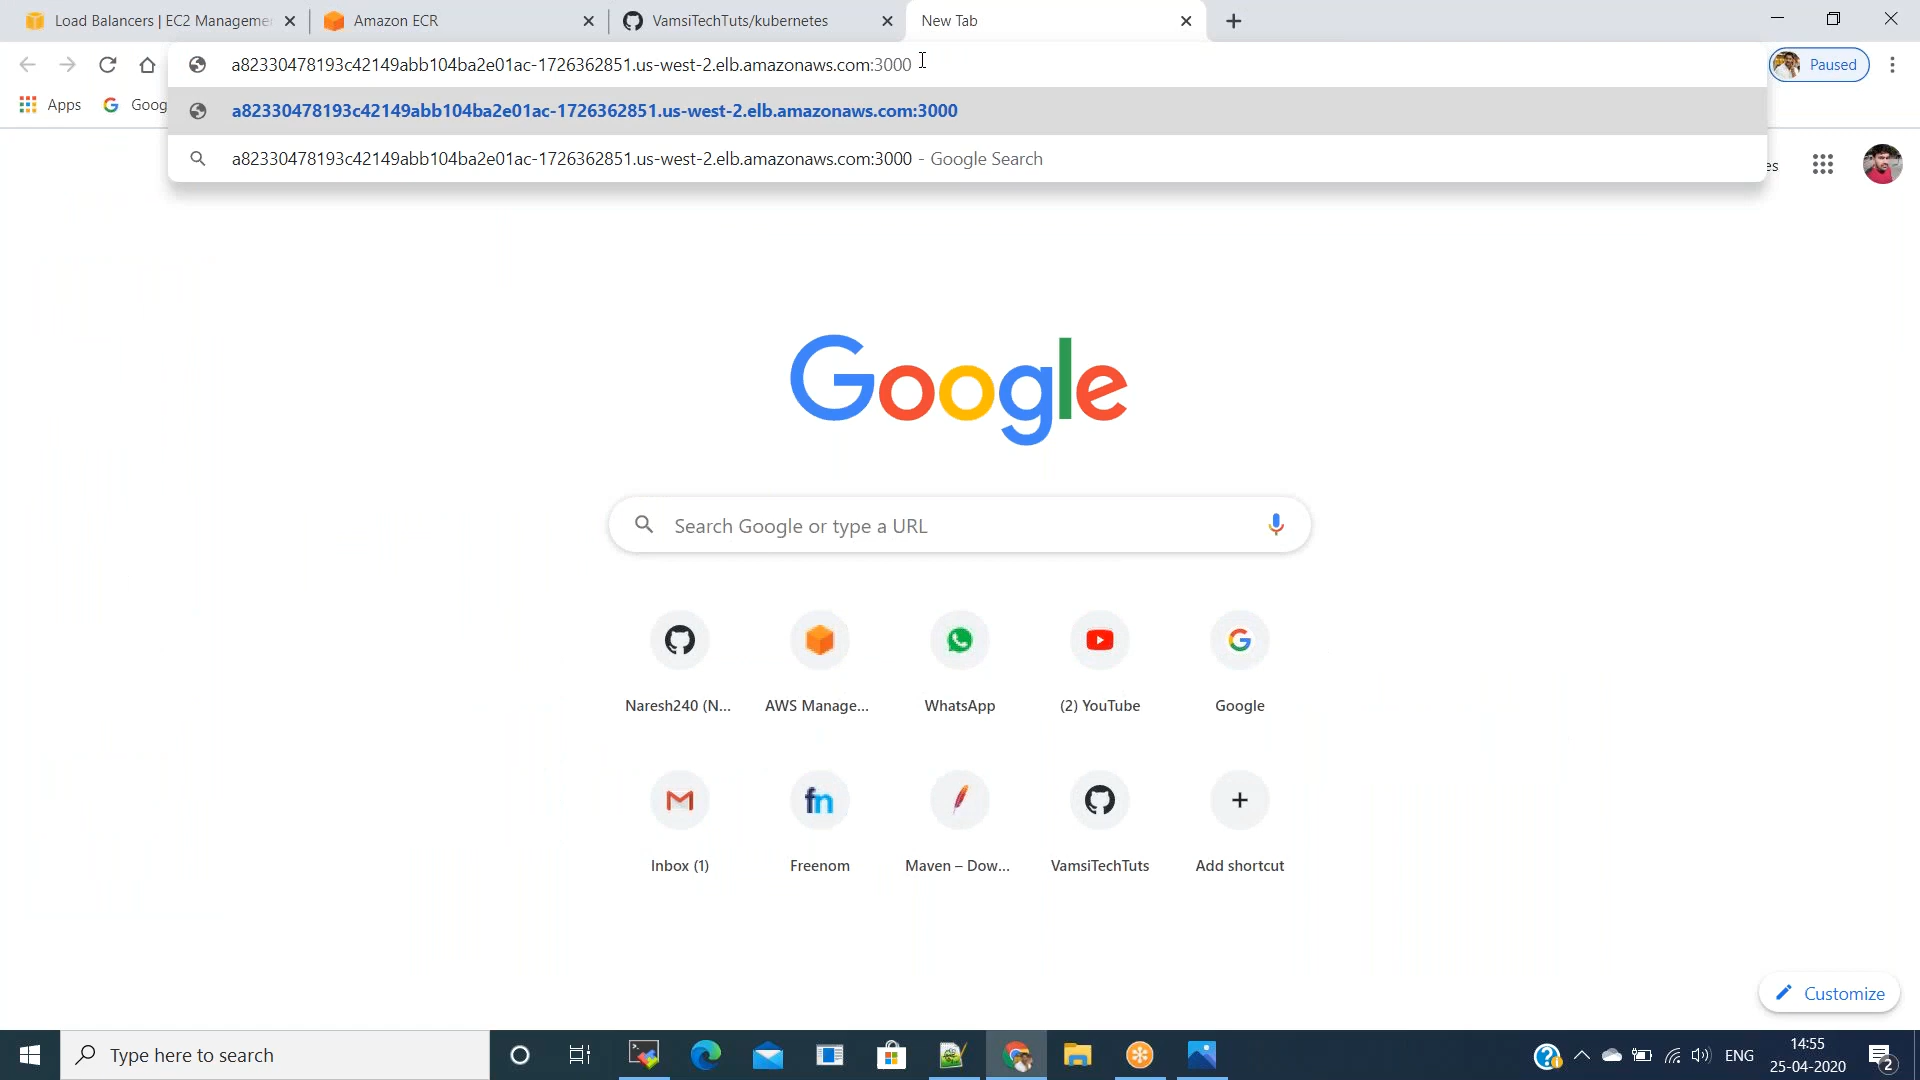 Load Balancers | EC2 Manageme
Amazon ECR
VamsiTechTuts/kubernetes
New Tab
a82330478193c42149abb104ba2e01ac-1726362851.us-west-2.elb.amazonaws.com:3000
Paused
Apps
Goog
a82330478193c42149abb104ba2e01ac-1726362851.us-west-2.elb.amazonaws.com:3000
a82330478193c42149abb104ba2e01ac-1726362851.us-west-2.elb.amazonaws.com:3000 - Google Search
es
Google
Search Google or type a URL
Naresh240 (N...
AWS Manage...
WhatsApp
(2) YouTube
Google
Inbox (1)
Freenom
Maven – Dow...
VamsiTechTuts
Add shortcut
Customize
Type here to search
ENG
14:55
25-04-2020
2